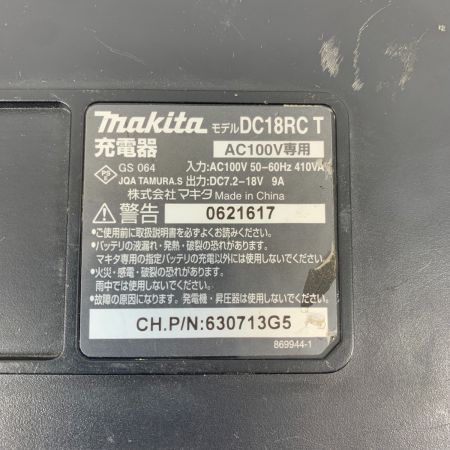 makita モデル DC18RC T
充電器 AC100V専用
PSE GS 064 入力:AC100V 50-60Hz 410VA
JQA TAMURA.S 出力:DC7.2-18V 9A
株式会社マキタ Made in China
警告 0621617
●ご使用前に取扱説明書を必ずよくお読みください。
●バッテリの液漏れ・発熱・破裂の恐れがあります。
マキタ専用の指定バッテリの充電以外には使用しないでください。
●火災・感電・破裂の恐れがあります。
雨中では使用しないでください。
●故障の原因になります。発電機・昇圧器は使用しないでください。
CH.P/N:630713G5
869944-1